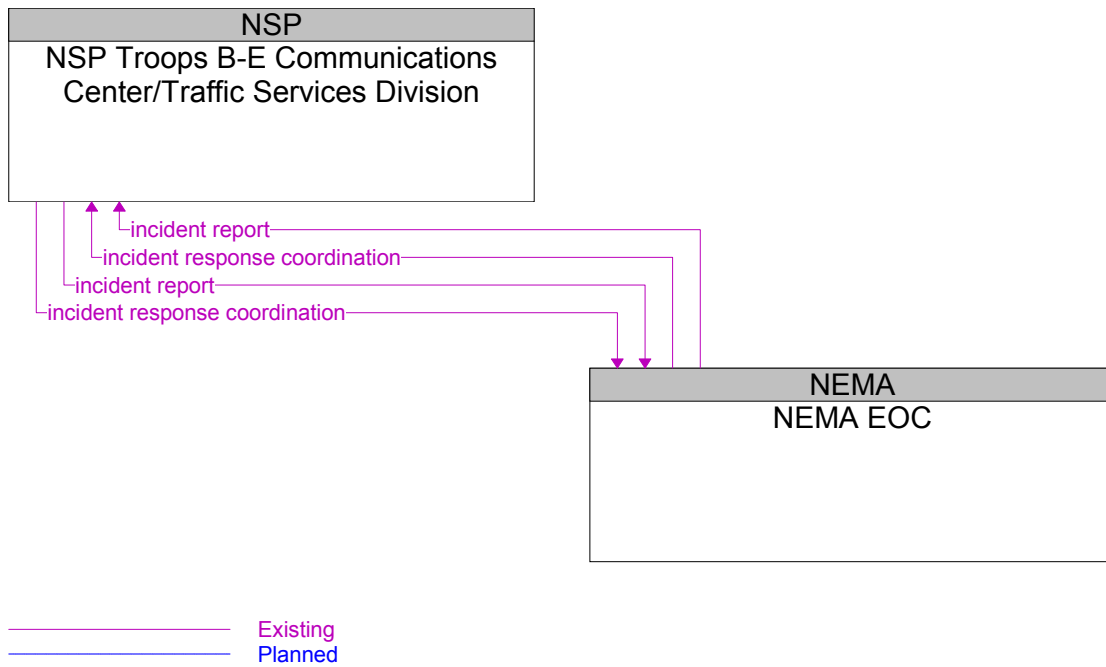 NSP
NSP Troops B-E Communications
Center/Traffic Services Division
incident report
incident response coordination
incident report
incident response coordination
NEMA
NEMA EOC
Existing
Planned